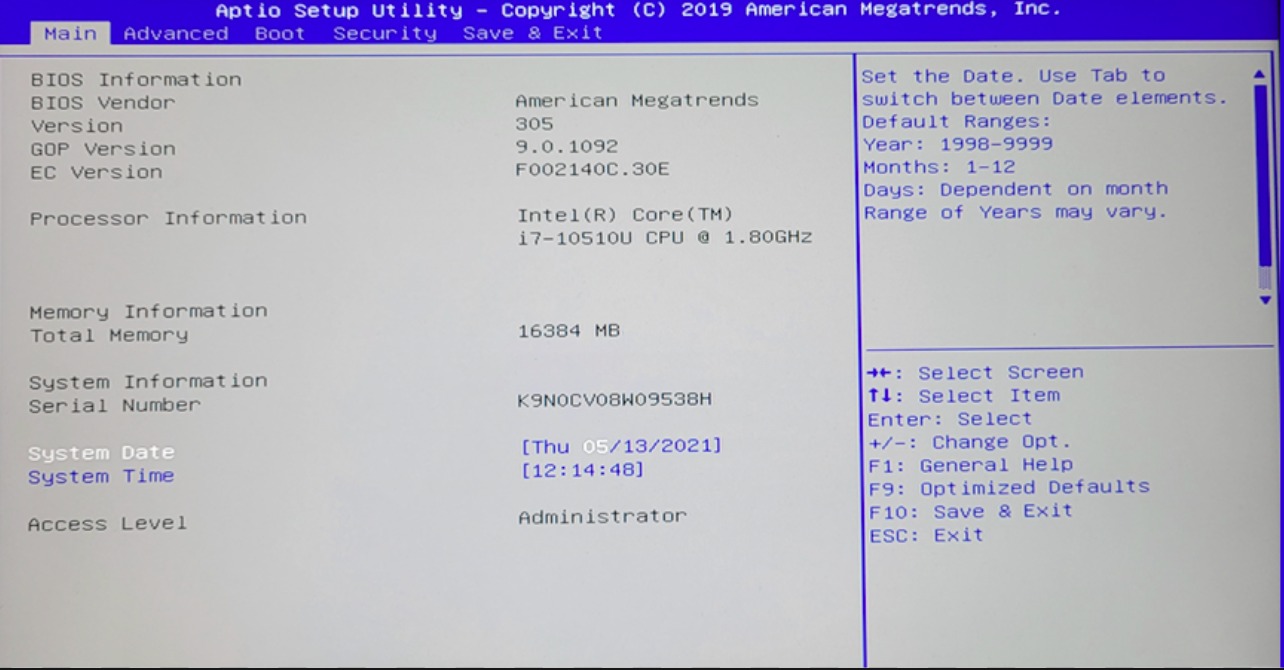 Aptio Setup Utility – Copyright (C) 2019 American Megatrends, Inc.
Main Advanced Boot Security Save & Exit
BIOS Information
BIOS Vendor American Megatrends
Version 305
GOP Version 9.0.1092
EC Version F002140C.30E
Processor Information Intel(R) Core(TM)
i7-10510U CPU @ 1.80GHz
Memory Information
Total Memory 16384 MB
System Information
Serial Number K9N0CV08W09538H
System Date [Thu 05/13/2021]
System Time [12:14:48]
Access Level Administrator
Set the Date. Use Tab to
switch between Date elements.
Default Ranges:
Year: 1998-9999
Months: 1-12
Days: Dependent on month
Range of Years may vary.
→←: Select Screen
↑↓: Select Item
Enter: Select
+/-: Change Opt.
F1: General Help
F9: Optimized Defaults
F10: Save & Exit
ESC: Exit